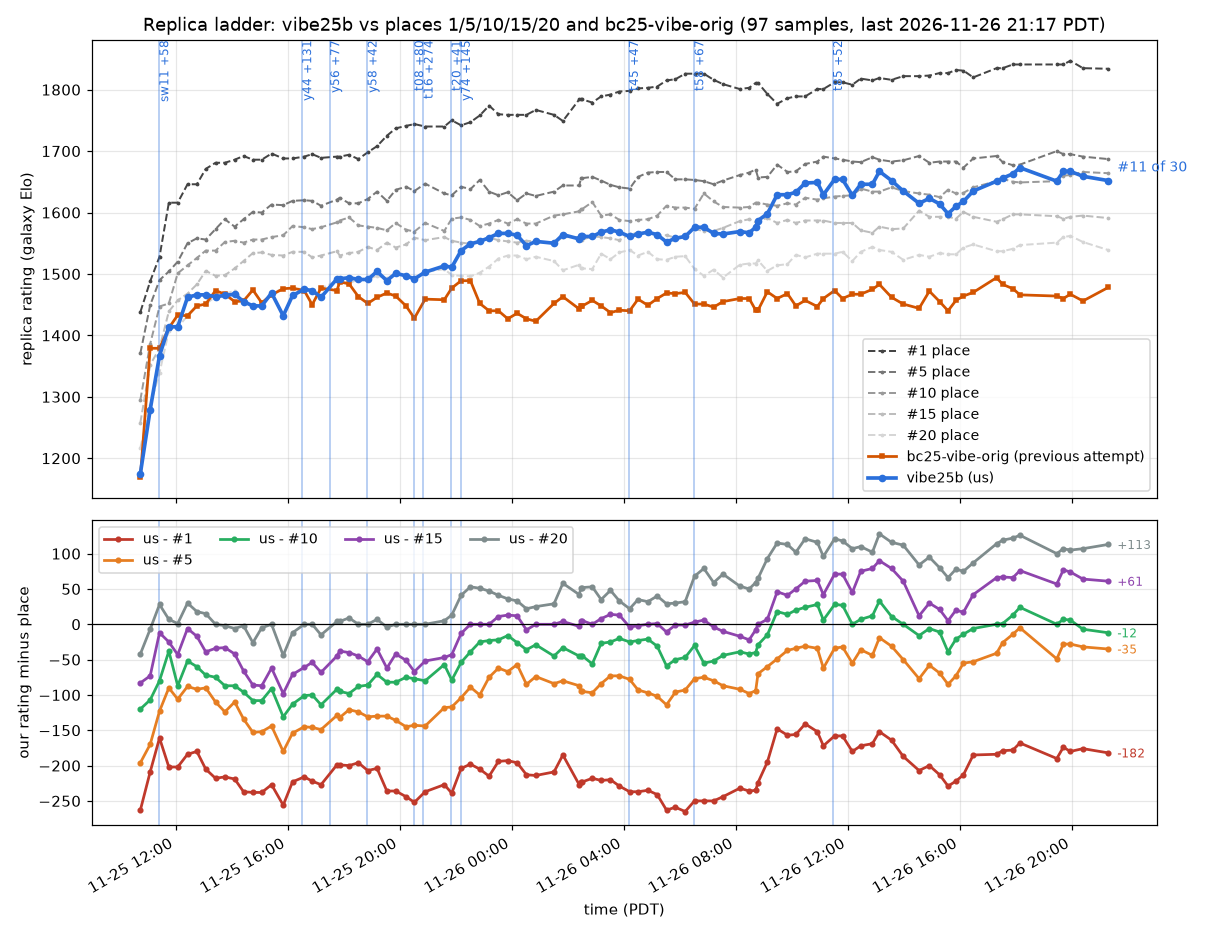 Replica ladder: vibe25b vs places 1/5/10/15/20 and bc25-vibe-orig (97 samples, last 2026-11-26 21:17 PDT)
replica rating (galaxy Elo)
1800
1700
1600
1500
1400
1300
1200
sw11 +58
y44 +131
y56 +77
y58 +42
t08 +80
t16 +274
t20 +41
y74 +145
t58 +67
#11 of 30
#1 place
#5 place
#10 place
#15 place
#20 place
bc25-vibe-orig (previous attempt)
vibe25b (us)
our rating minus place
100
50
0
−50
−100
−150
−200
−250
us - #1
us - #5
us - #10
us - #15
us - #20
+113
+61
-12
-35
-182
11-25 12:00
11-25 16:00
11-25 20:00
11-26 00:00
11-26 04:00
11-26 08:00
11-26 12:00
11-26 16:00
11-26 20:00
time (PDT)